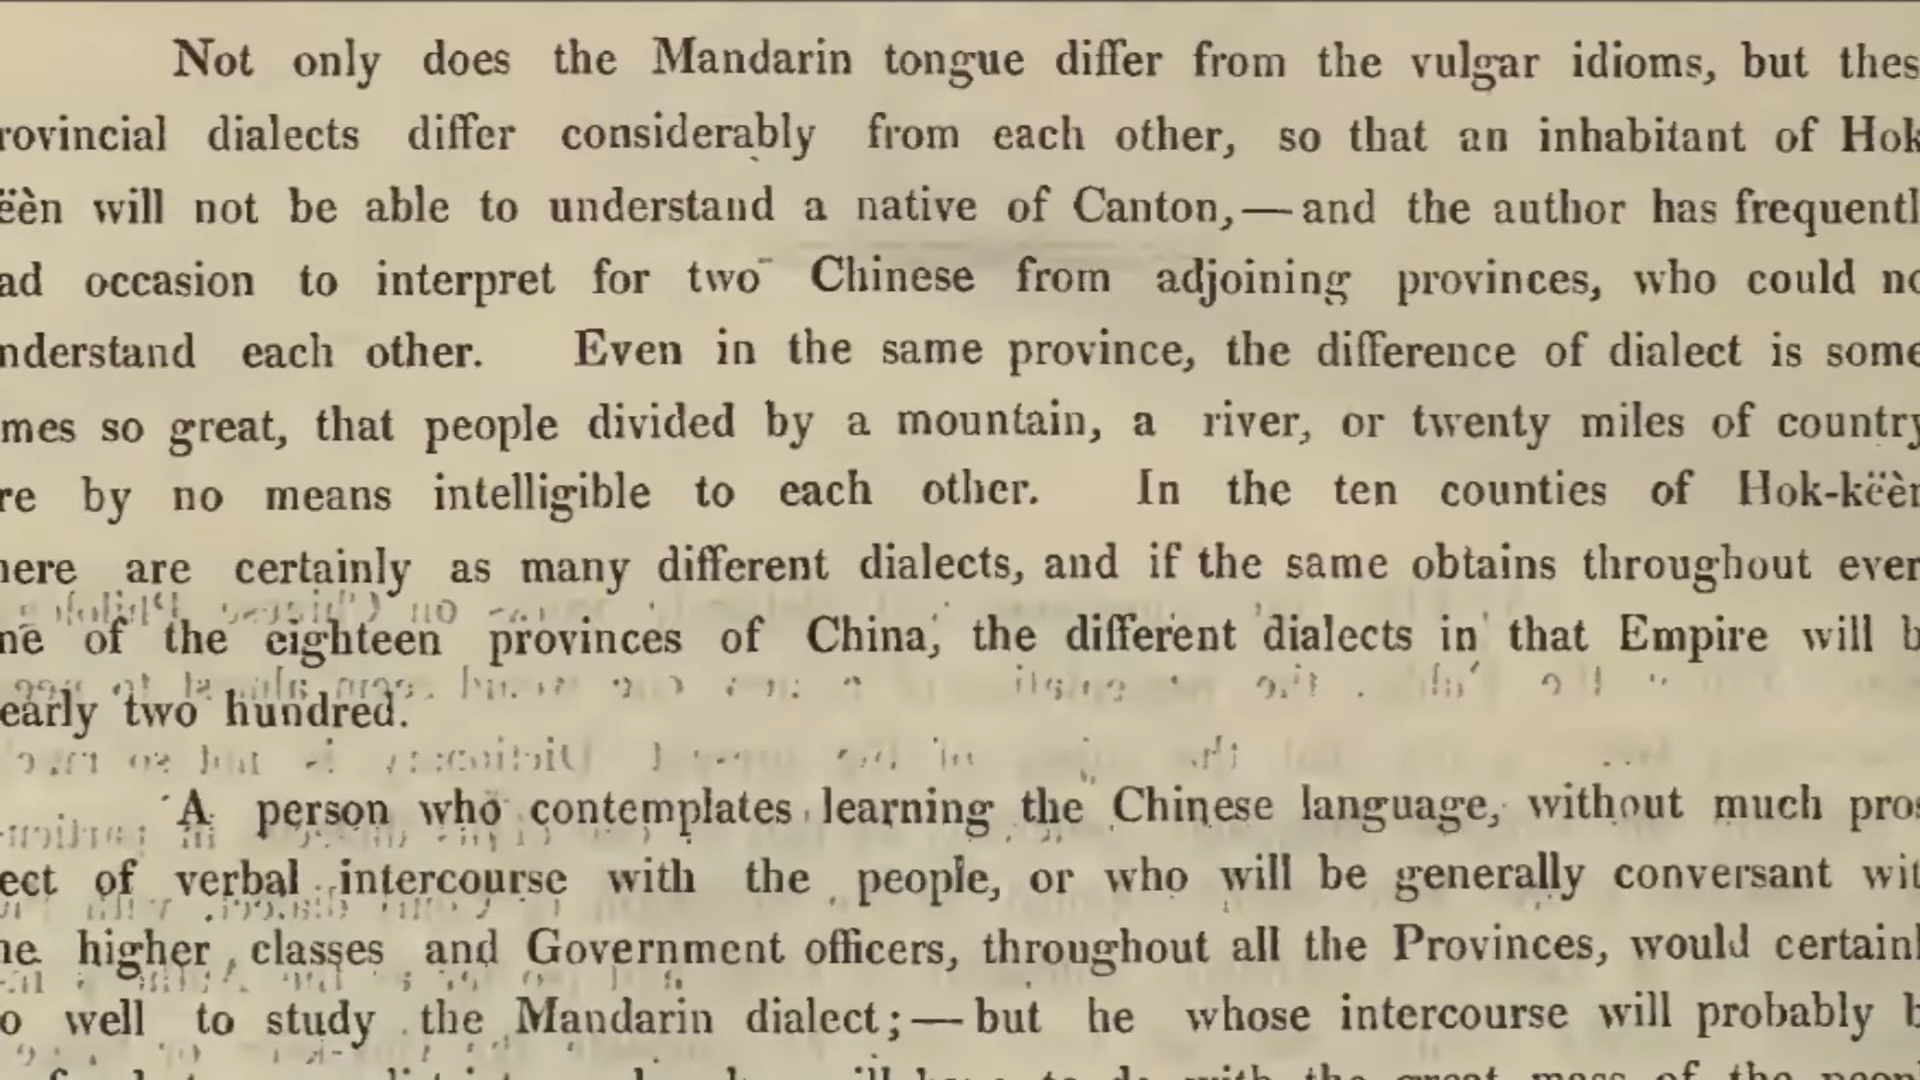 Not only does the Mandarin tongue differ from the vulgar idioms, but thes
rovincial dialects differ considerably from each other, so that an inhabitant of Hok
ëèn will not be able to understand a native of Canton,—and the author has frequentl
ad occasion to interpret for two Chinese from adjoining provinces, who could no
nderstand each other. Even in the same province, the difference of dialect is some
mes so great, that people divided by a mountain, a river, or twenty miles of country
re by no means intelligible to each other. In the ten counties of Hok-këèn
here are certainly as many different dialects, and if the same obtains throughout ever
ne of the eighteen provinces of China, the different dialects in that Empire will b
early two hundred.
A person who contemplates learning the Chinese language, without much pros
ect of verbal intercourse with the people, or who will be generally conversant wit
he higher classes and Government officers, throughout all the Provinces, would certainl
o well to study the Mandarin dialect;—but he whose intercourse will probably b